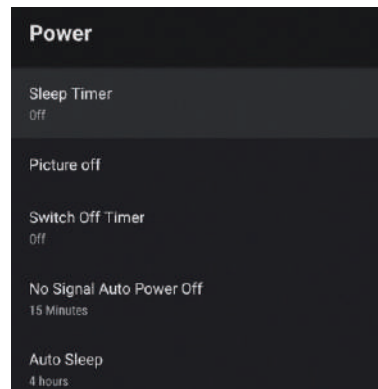 Power
Sleep Timer
Off
Picture off
Switch Off Timer
Off
No Signal Auto Power Off
15 Minutes
Auto Sleep
4 hours